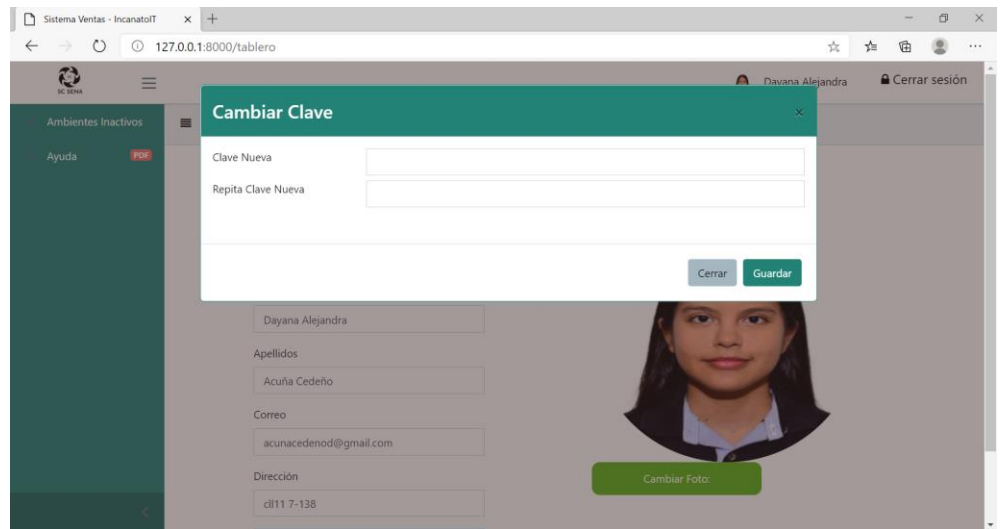 Sistema Ventas - IncanatoIT
127.0.0.1:8000/tablero
SC SENA
Dayana Alejandra
Cerrar sesión
Ambientes Inactivos
Ayuda PDF
Cambiar Clave
Clave Nueva
Repita Clave Nueva
Cerrar
Guardar
Dayana Alejandra
Apellidos
Acuña Cedeño
Correo
acunacedenod@gmail.com
Dirección
cll11 7-138
Cambiar Foto: